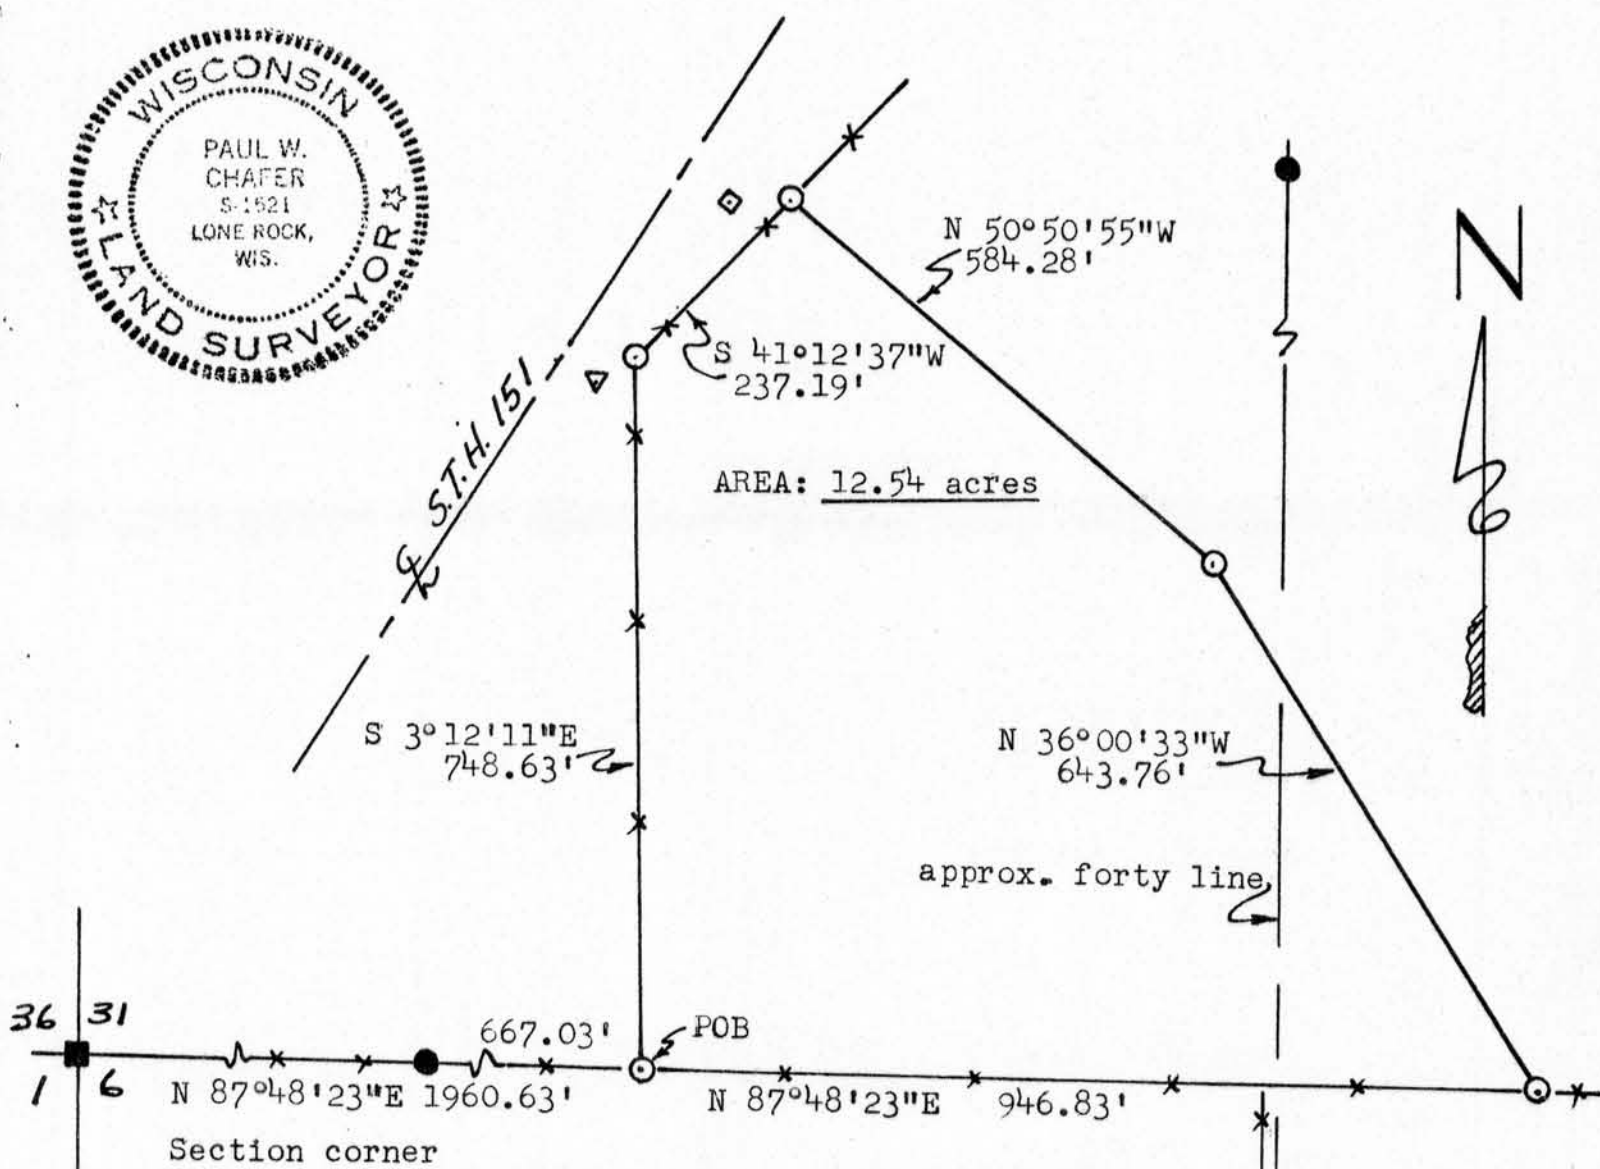 WISCONSIN
PAUL W.
CHAFER
S-1521
LONE ROCK,
WIS.
LAND SURVEYOR
N 50°50'55"W
584.28'
N
S 41°12'37"W
237.19'
S.T.H. 151
AREA: 12.54 acres
S 3°12'11"E
748.63'
N 36°00'33"W
643.76'
approx. forty line
36 31
1 6
667.03'
POB
N 87°48'23"E 1960.63'
N 87°48'23"E 946.83'
Section corner